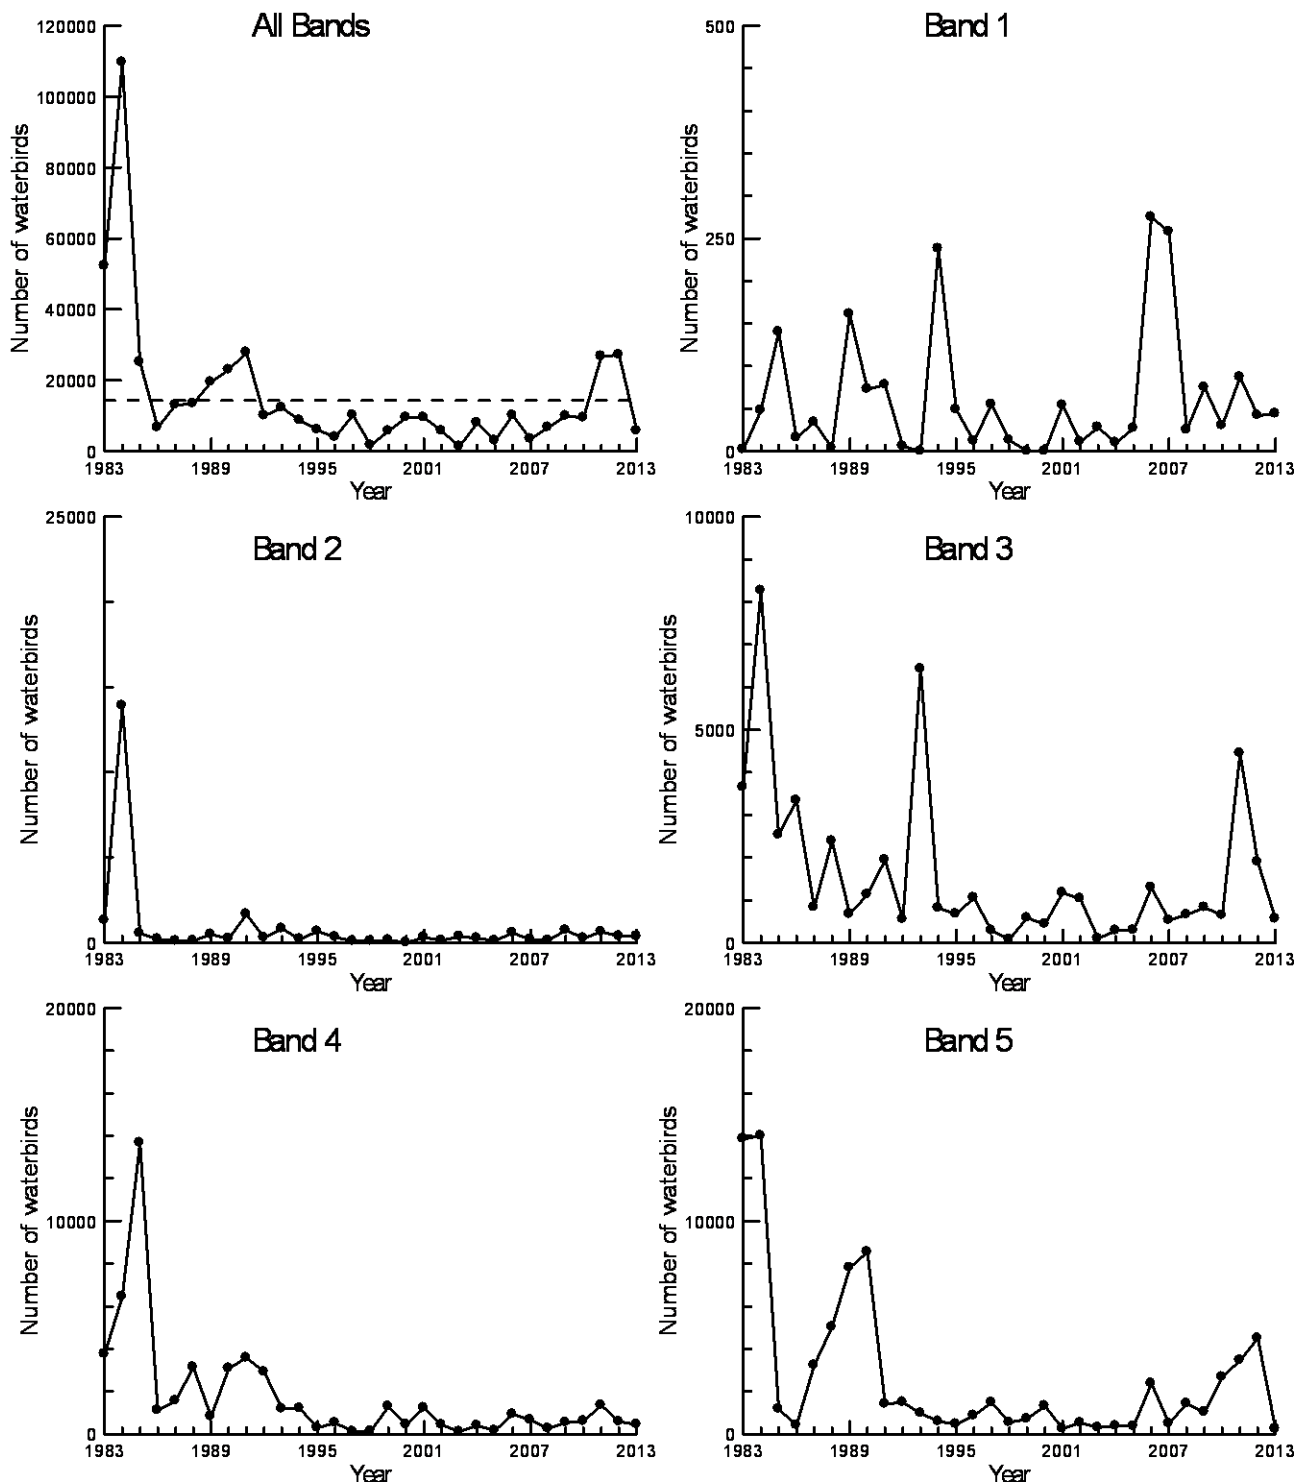 All Bands
Number of waterbirds
120000
100000
80000
60000
40000
20000
0
1983 1989 1995 2001 2007 2013
Year
Band 1
Number of waterbirds
500
250
0
1983 1989 1995 2001 2007 2013
Year
Band 2
Number of waterbirds
25000
0
1983 1989 1995 2001 2007 2013
Year
Band 3
Number of waterbirds
10000
5000
0
1983 1989 1995 2001 2007 2013
Year
Band 4
Number of waterbirds
20000
10000
0
1983 1989 1995 2001 2007 2013
Year
Band 5
Number of waterbirds
20000
10000
0
1983 1989 1995 2001 2007 2013
Year